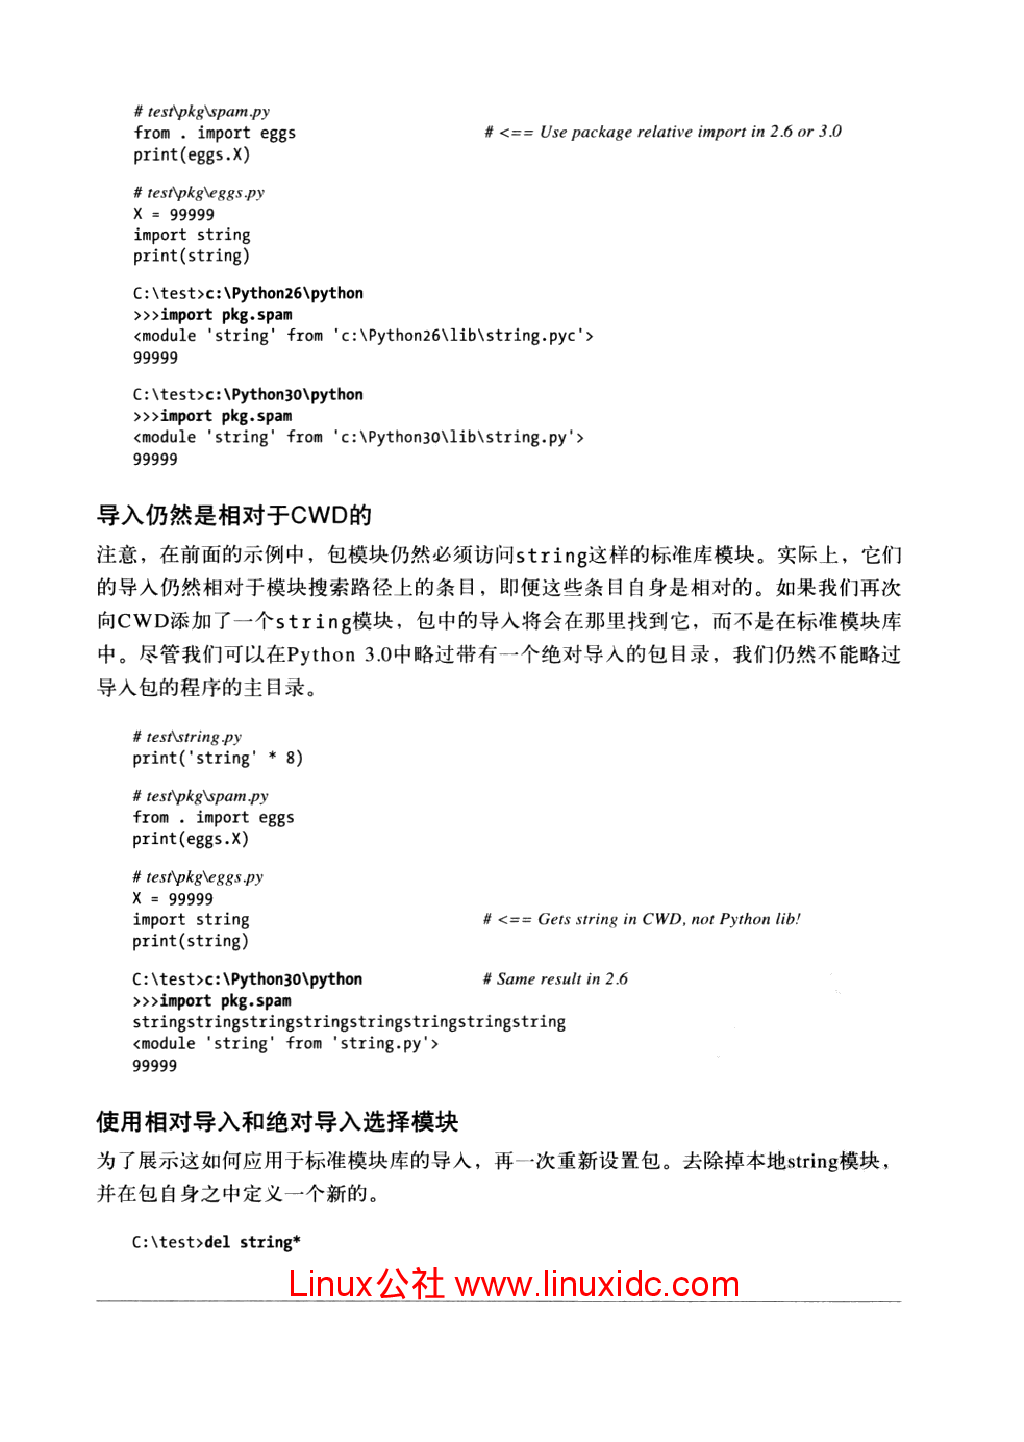 # test\pkg\spam.py
from . import eggs # <== Use package relative import in 2.6 or 3.0
print(eggs.X)
# test\pkg\eggs.py
X = 99999
import string
print(string)
C:\test>c:\Python26\python
>>>import pkg.spam
<module 'string' from 'c:\Python26\lib\string.pyc'>
99999
C:\test>c:\Python30\python
>>>import pkg.spam
<module 'string' from 'c:\Python30\lib\string.py'>
99999
导入仍然是相对于CWD的
注意，在前面的示例中，包模块仍然必须访问string这样的标准库模块。实际上，它们
的导入仍然相对于模块搜索路径上的条目，即便这些条目自身是相对的。如果我们再次
向CWD添加了一个string模块，包中的导入将会在那里找到它，而不是在标准模块库
中。尽管我们可以在Python 3.0中略过带有一个绝对导入的包目录，我们仍然不能略过
导入包的程序的主目录。
# test\string.py
print('string' * 8)
# test\pkg\spam.py
from . import eggs
print(eggs.X)
# test\pkg\eggs.py
X = 99999
import string # <== Gets string in CWD, not Python lib!
print(string)
C:\test>c:\Python30\python # Same result in 2.6
>>>import pkg.spam
stringstringstringstringstringstringstringstring
<module 'string' from 'string.py'>
99999
使用相对导入和绝对导入选择模块
为了展示这如何应用于标准模块库的导入，再一次重新设置包。去除掉本地string模块，
并在包自身之中定义一个新的。
C:\test>del string*
Linux公社 www.linuxidc.com